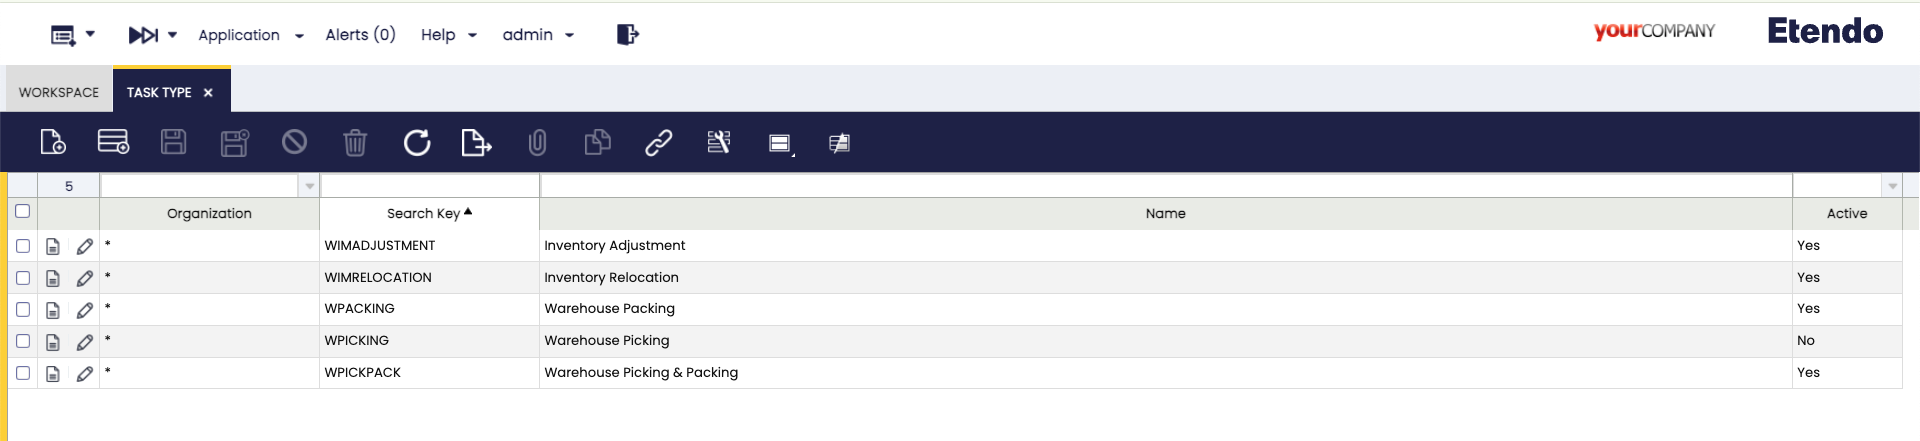 Application Alerts (0) Help admin yourCOMPANY Etendo
WORKSPACE TASK TYPE
5
Organization Search Key Name Active
* WIMADJUSTMENT Inventory Adjustment Yes
* WIMRELOCATION Inventory Relocation Yes
* WPACKING Warehouse Packing Yes
* WPICKING Warehouse Picking No
* WPICKPACK Warehouse Picking & Packing Yes